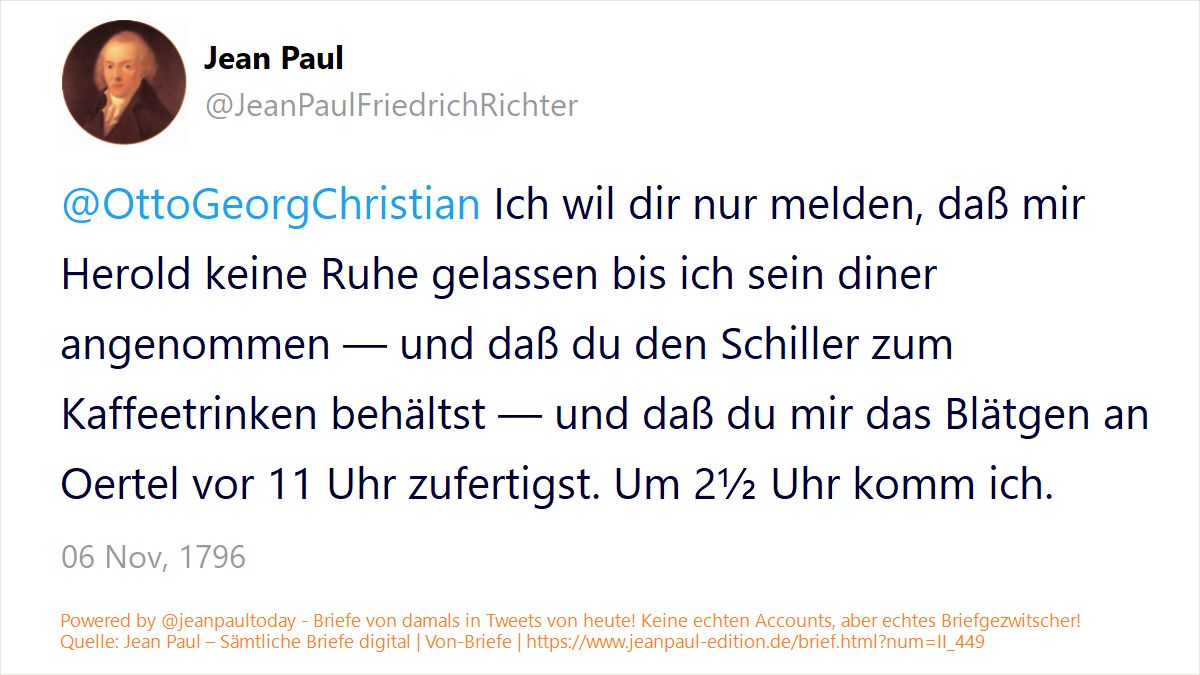 Jean Paul
@JeanPaulFriedrichRichter
@OttoGeorgChristian Ich wil dir nur melden, daß mir
Herold keine Ruhe gelassen bis ich sein diner
angenommen — und daß du den Schiller zum
Kaffeetrinken behältst — und daß du mir das Blätgen an
Oertel vor 11 Uhr zufertigst. Um 2½ Uhr komm ich.
06 Nov, 1796
Powered by @jeanpaultoday - Briefe von damals in Tweets von heute! Keine echten Accounts, aber echtes Briefgezwitscher!
Quelle: Jean Paul – Sämtliche Briefe digital | Von-Briefe | https://www.jeanpaul-edition.de/brief.html?num=II_449